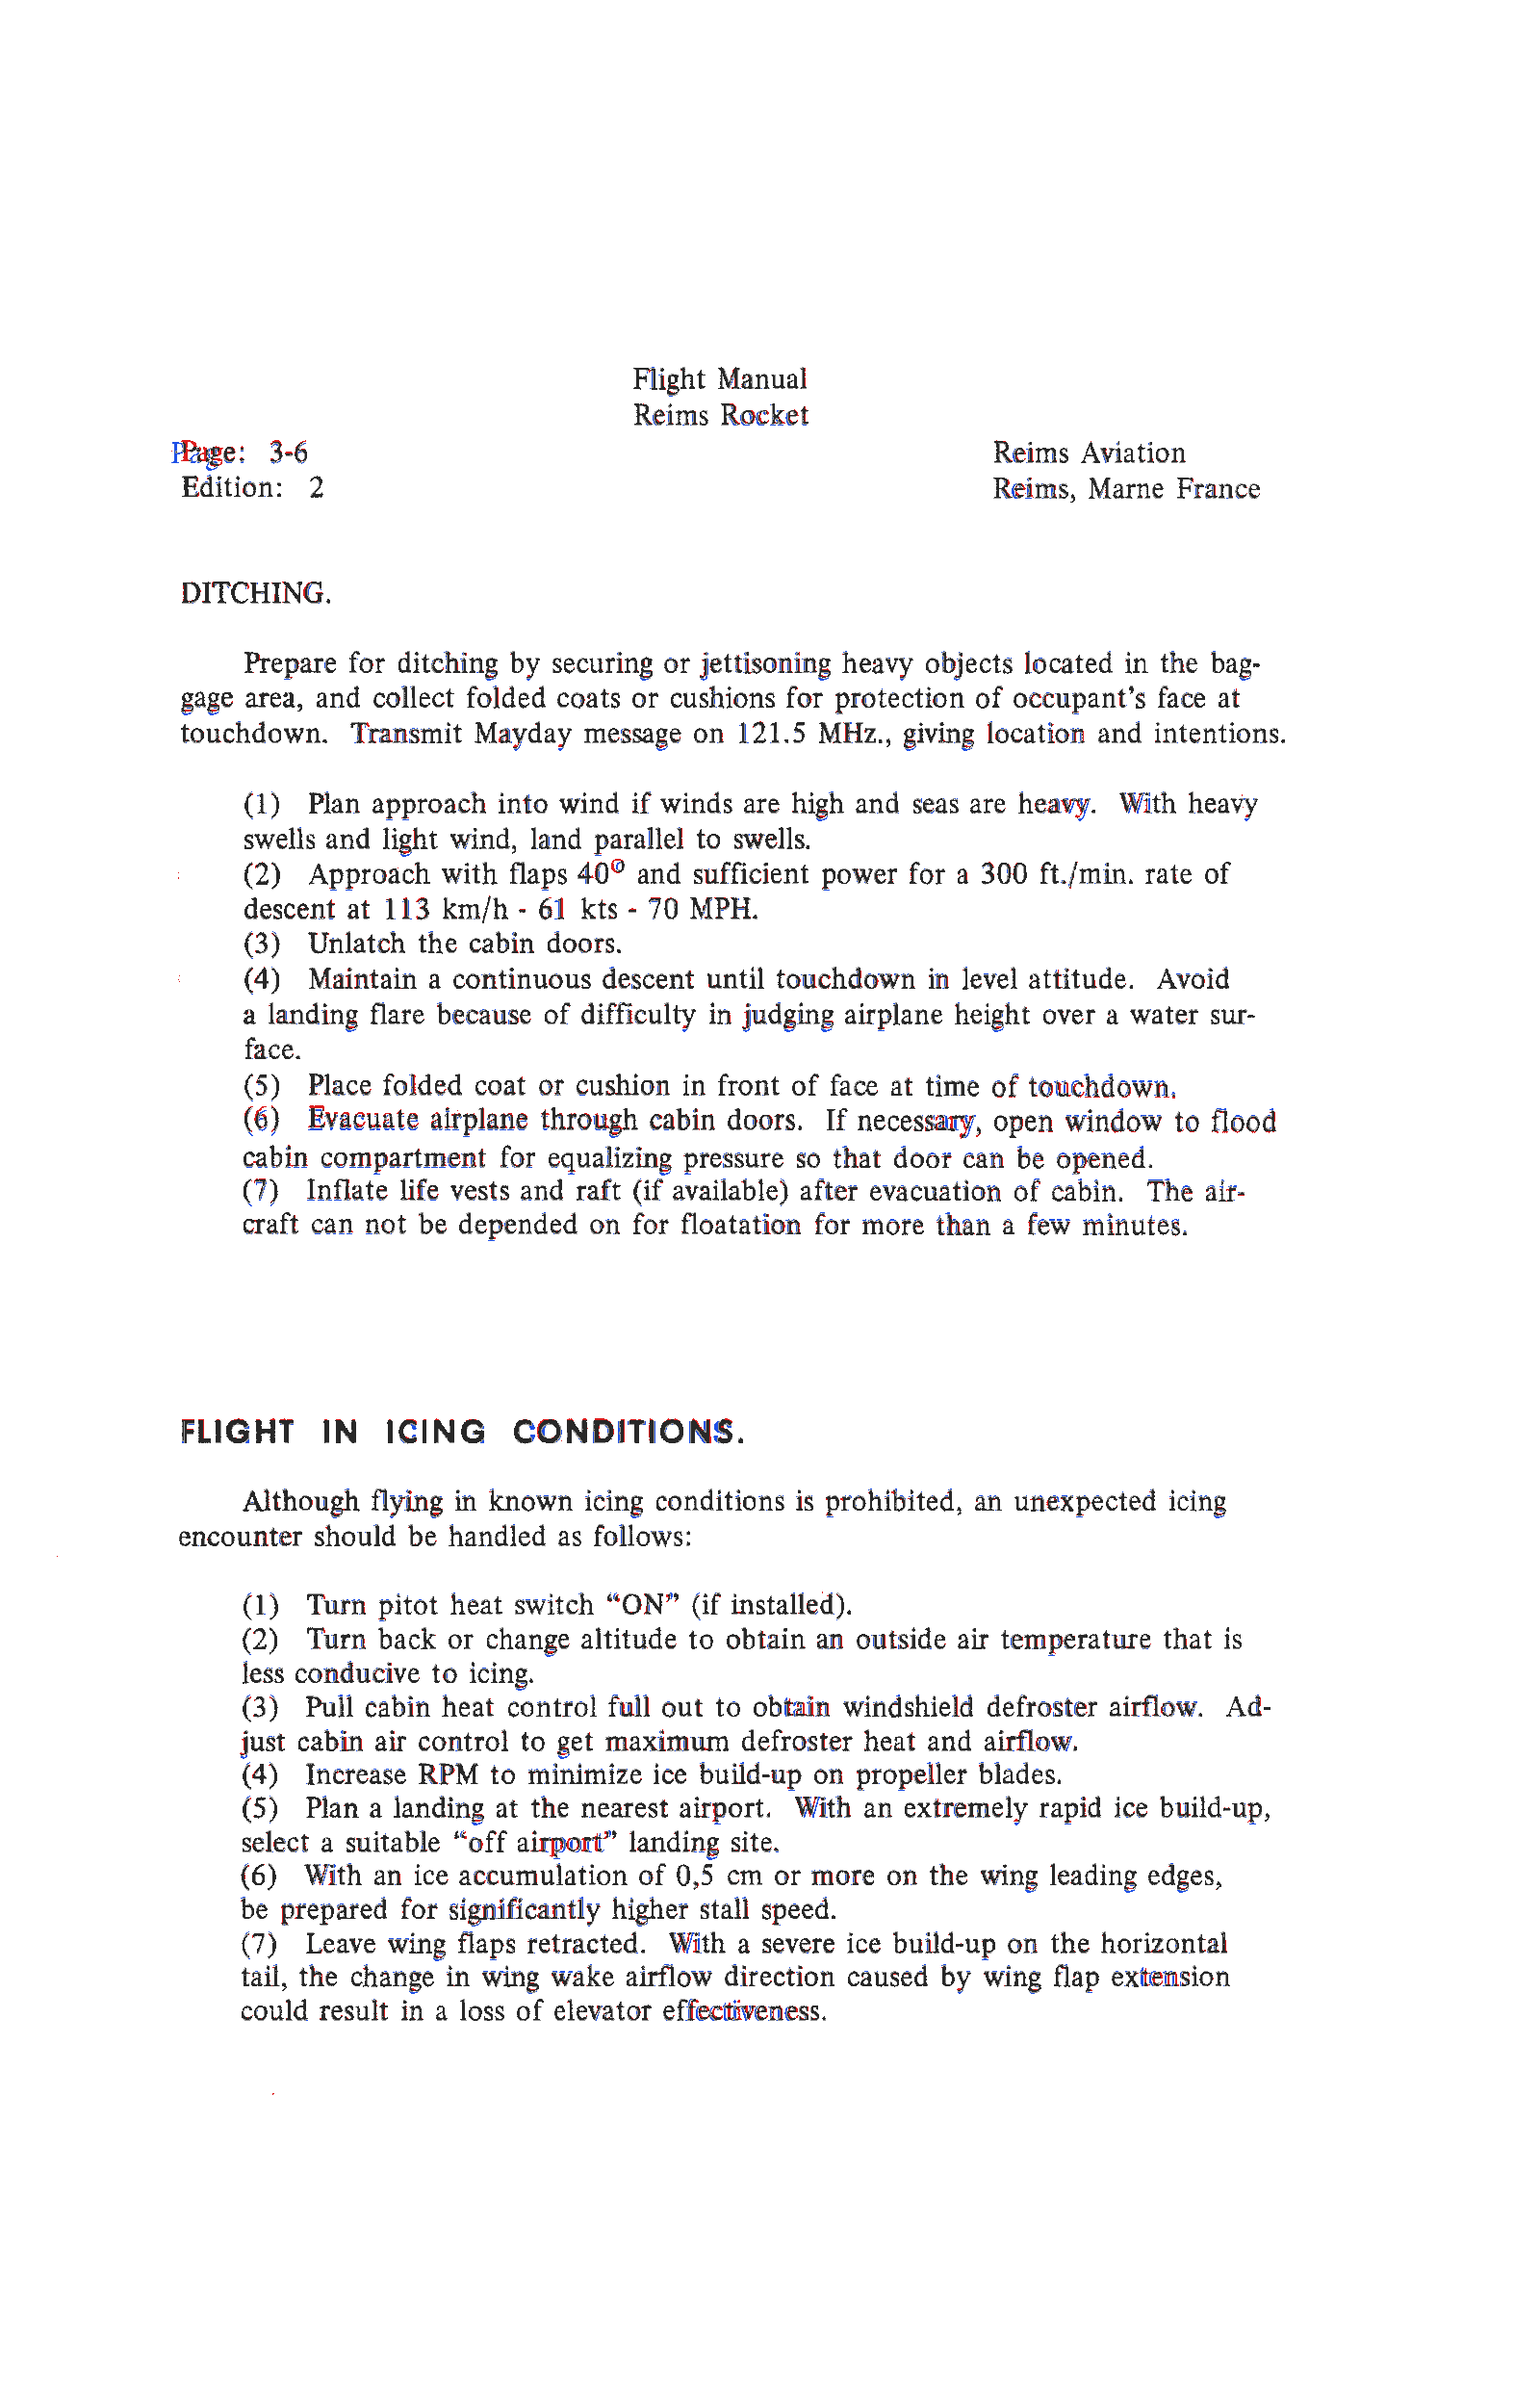 Flight Manual
Reims Rocket
Page: 3-6
Reims Aviation
Edition: 2
Reims, Marne France
DITCHING.
Prepare for ditching by securing or jettisoning heavy objects located in the bag-
gage area, and collect folded coats or cushions for protection of occupant's face at
touchdown. Transmit Mayday message on 121.5 MHz., giving location and intentions.
(1) Plan approach into wind if winds are high and seas are heavy. With heavy
swells and light wind, land parallel to swells.
(2) Approach with flaps 40° and sufficient power for a 300 ft./min. rate of
descent at 113 km/h - 61 kts - 70 MPH.
(3) Unlatch the cabin doors.
(4) Maintain a continuous descent until touchdown in level attitude. Avoid
a landing flare because of difficulty in judging airplane height over a water sur-
face.
(5) Place folded coat or cushion in front of face at time of touchdown.
(6) Evacuate airplane through cabin doors. If necessary, open window to flood
cabin compartment for equalizing pressure so that door can be opened.
(7) Inflate life vests and raft (if available) after evacuation of cabin. The air-
craft can not be depended on for floatation for more than a few minutes.
FLIGHT IN ICING CONDITIONS.
Although flying in known icing conditions is prohibited, an unexpected icing
encounter should be handled as follows:
(1) Turn pitot heat switch “ON” (if installed).
(2) Turn back or change altitude to obtain an outside air temperature that is
less conducive to icing.
(3) Pull cabin heat control full out to obtain windshield defroster airflow. Ad-
just cabin air control to get maximum defroster heat and airflow.
(4) Increase RPM to minimize ice build-up on propeller blades.
(5) Plan a landing at the nearest airport. With an extremely rapid ice build-up,
select a suitable “off airport” landing site.
(6) With an ice accumulation of 0,5 cm or more on the wing leading edges,
be prepared for significantly higher stall speed.
(7) Leave wing flaps retracted. With a severe ice build-up on the horizontal
tail, the change in wing wake airflow direction caused by wing flap extension
could result in a loss of elevator effectiveness.